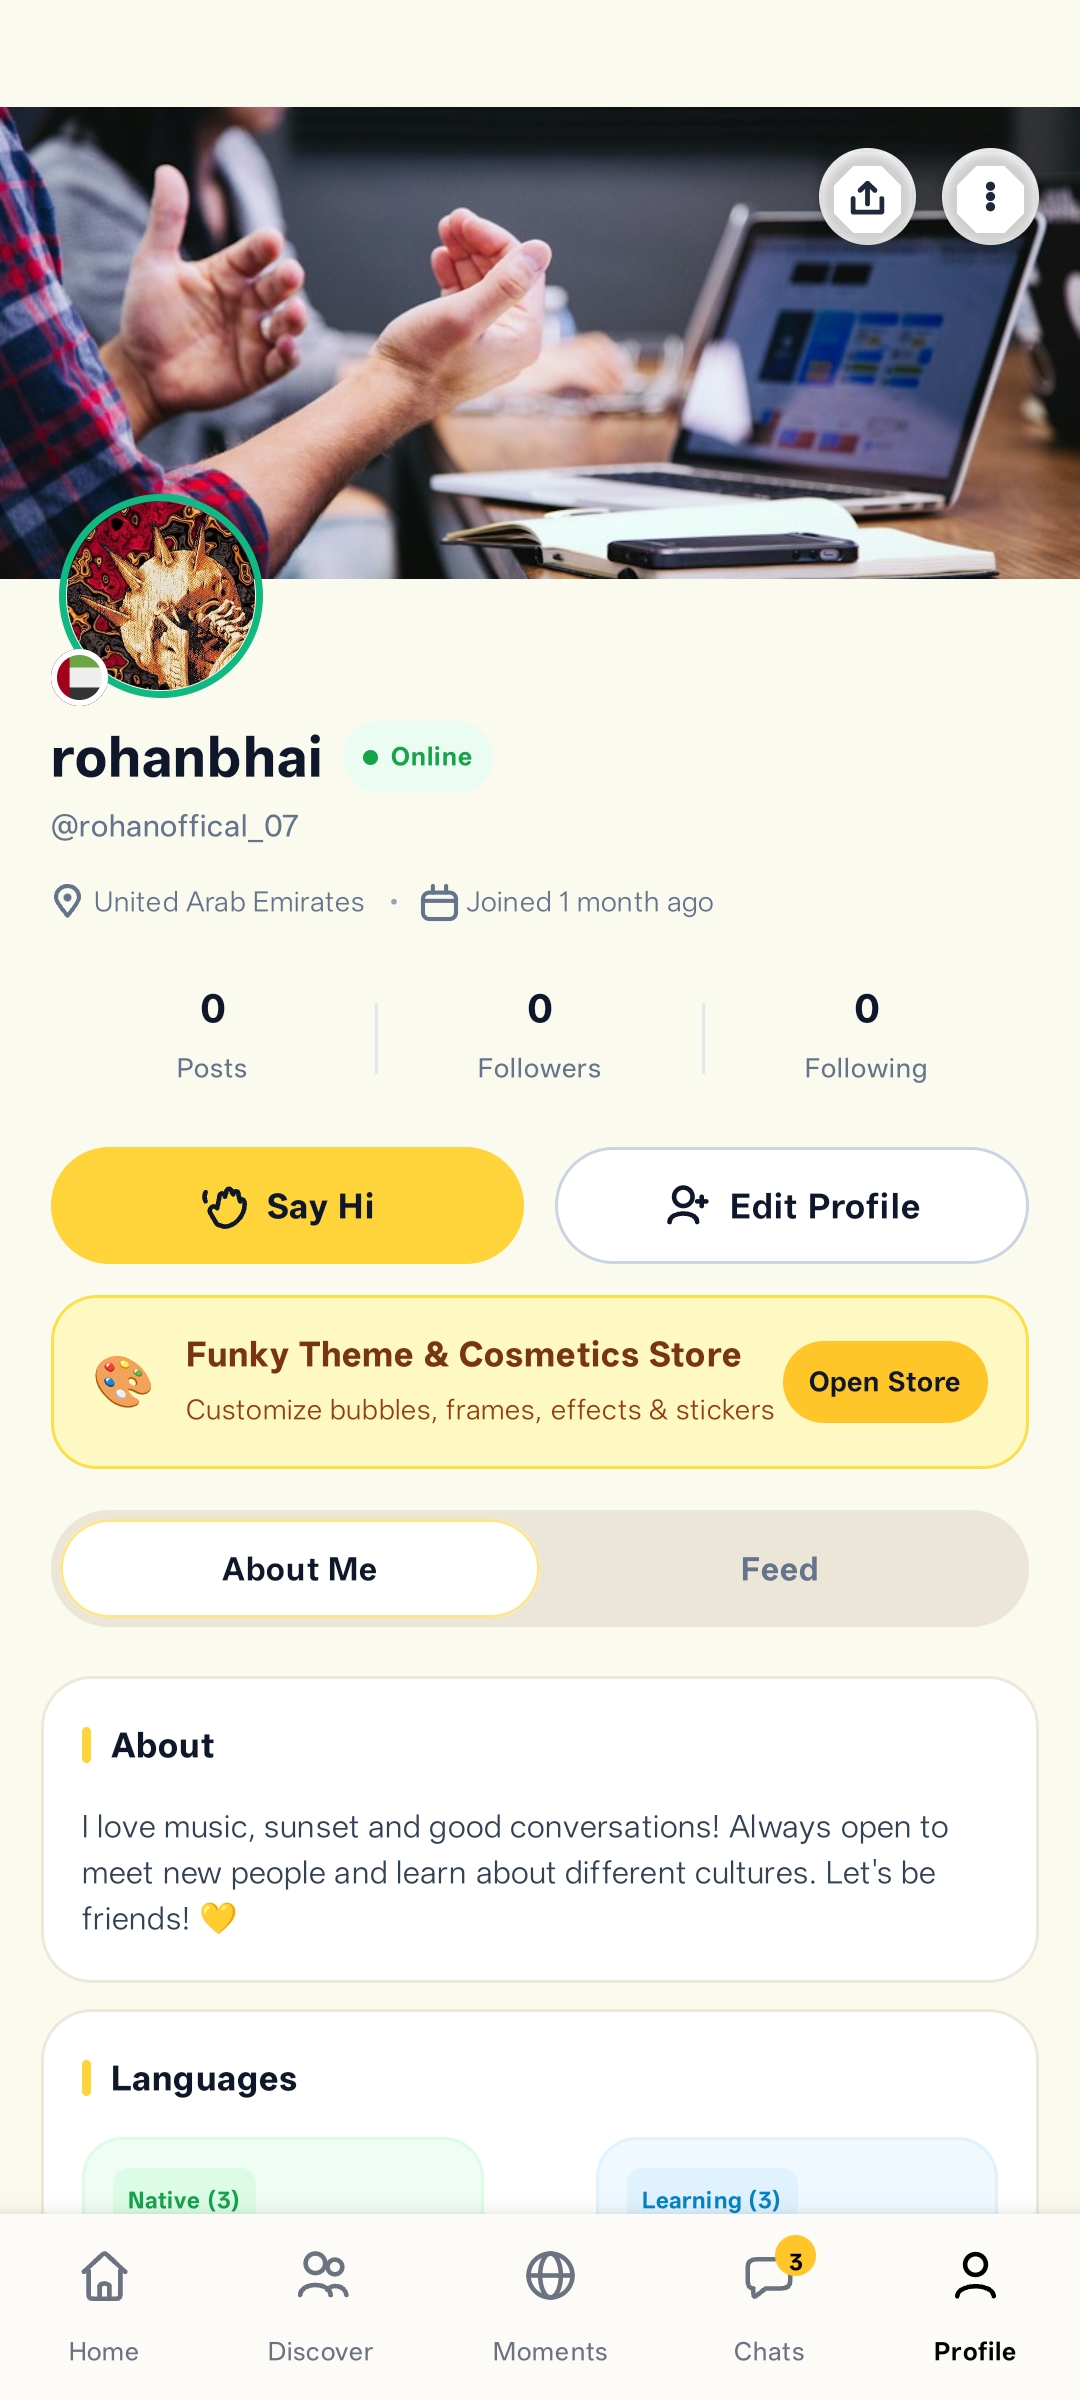 rohanbhai
Online
@rohanoffical_07
United Arab Emirates • Joined 1 month ago
0
Posts
0
Followers
0
Following
Say Hi
Edit Profile
Funky Theme & Cosmetics Store
Customize bubbles, frames, effects & stickers
Open Store
About Me
Feed
About
I love music, sunset and good conversations! Always open to
meet new people and learn about different cultures. Let's be
friends! 💛
Languages
Native (3)
Learning (3)
Home
Discover
Moments
3
Chats
Profile